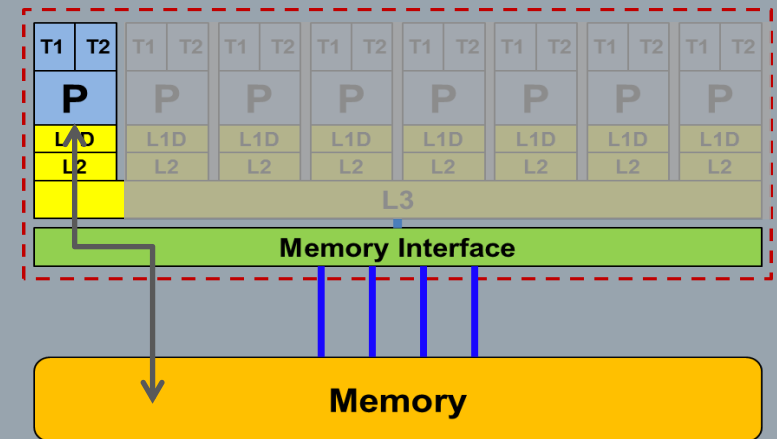 T1 T2 T1 T2 T1 T2 T1 T2 T1 T2 T1 T2 T1 T2 T1 T2
P P P P P P P P
L1D L1D L1D L1D L1D L1D L1D L1D
L2 L2 L2 L2 L2 L2 L2 L2
L3
Memory Interface
Memory